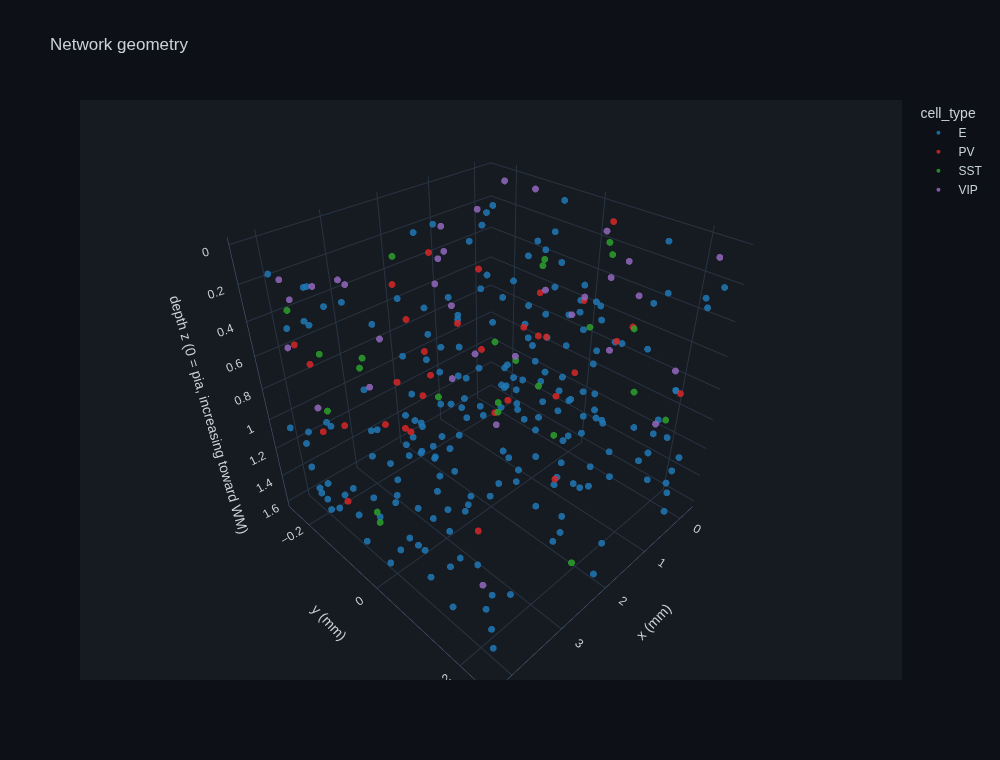 Network geometry
cell_type
E
PV
SST
VIP
0
0.2
0.4
0.6
0.8
1
1.2
1.4
1.6
depth z (0 = pia, increasing toward WM)
−0.2
0
y (mm)
0
1
2
3
x (mm)